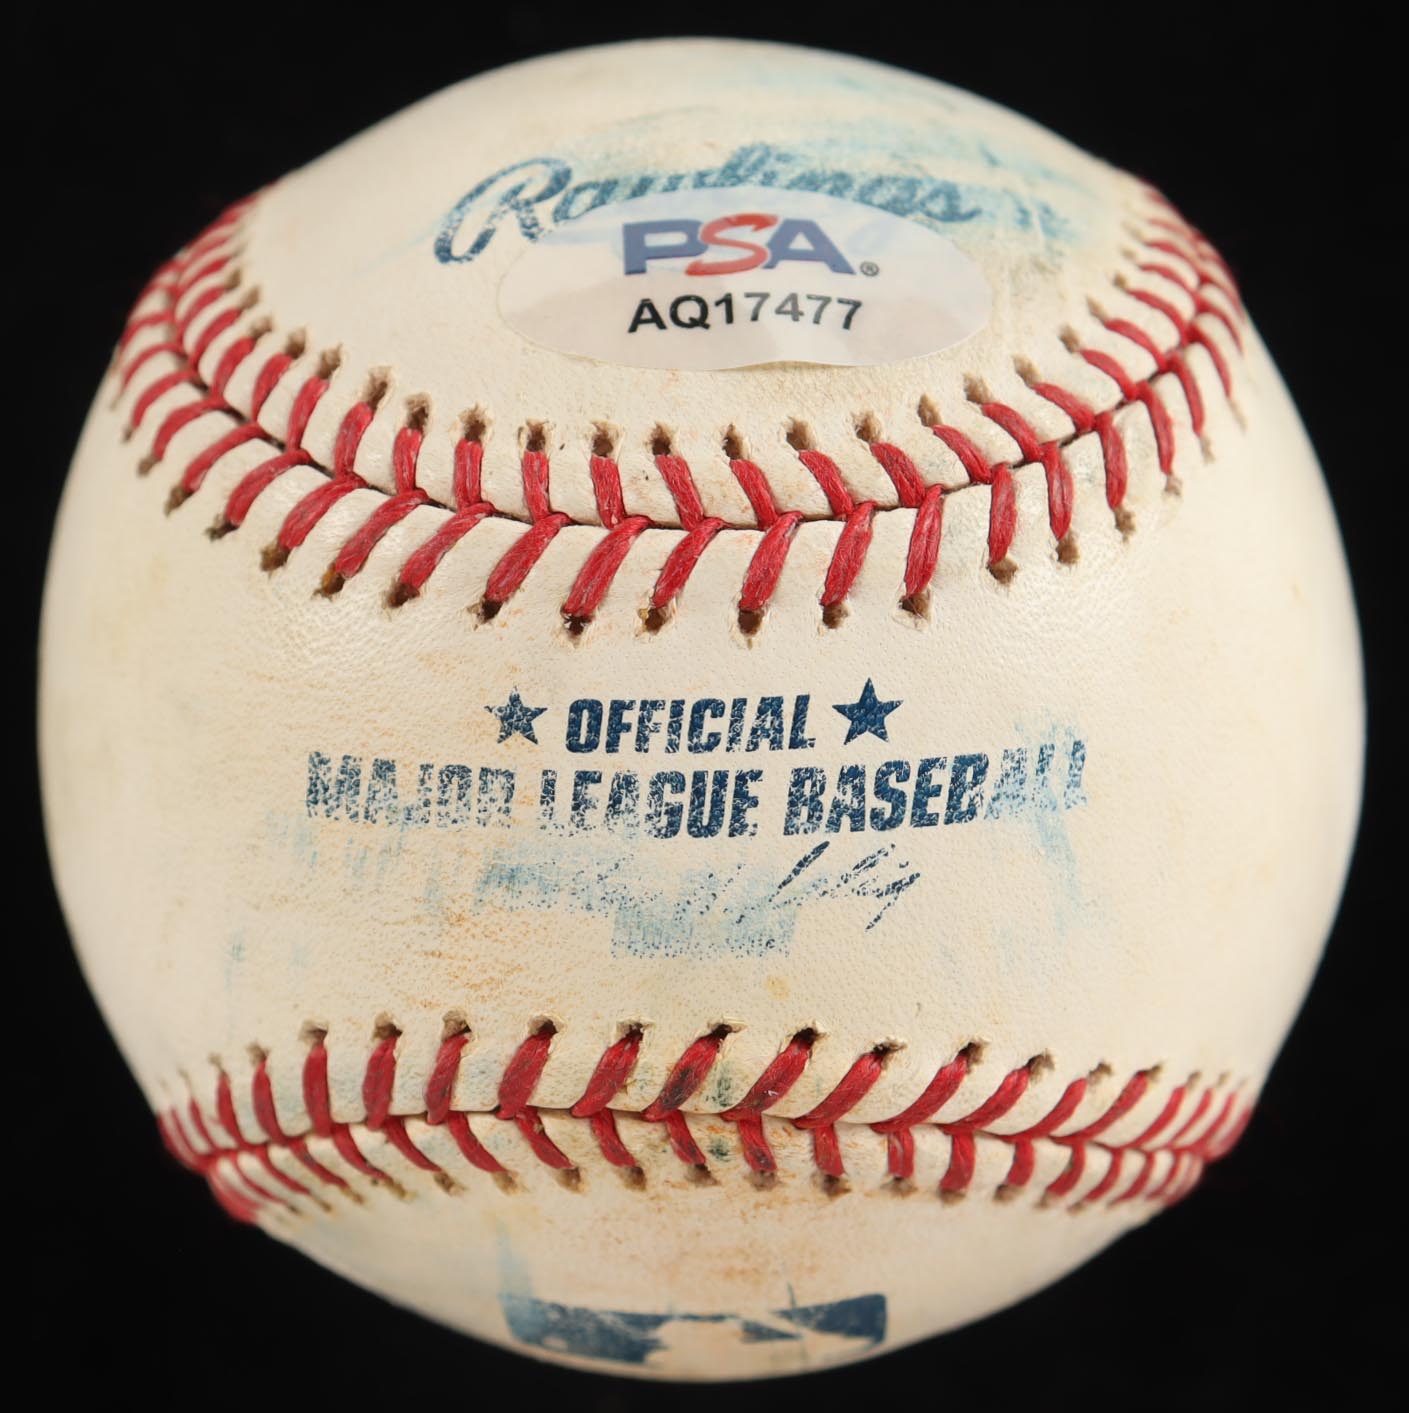 Rawlings
PSA®
AQ17477
★ OFFICIAL ★
MAJOR LEAGUE BASEBALL